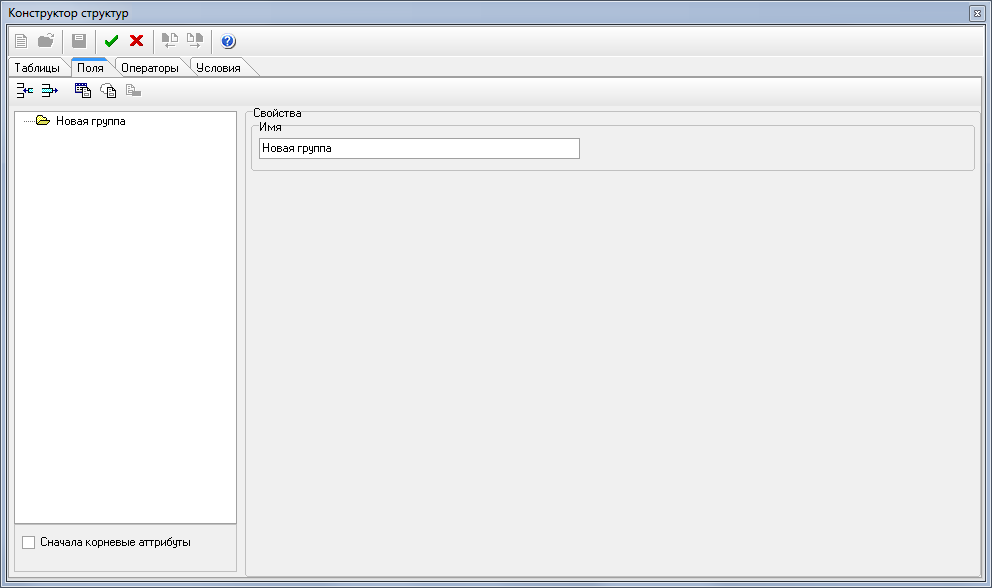 Конструктор структур
Таблицы Поля Операторы Условия
Новая группа
Свойства
Имя
Новая группа
Сначала корневые аттрибуты